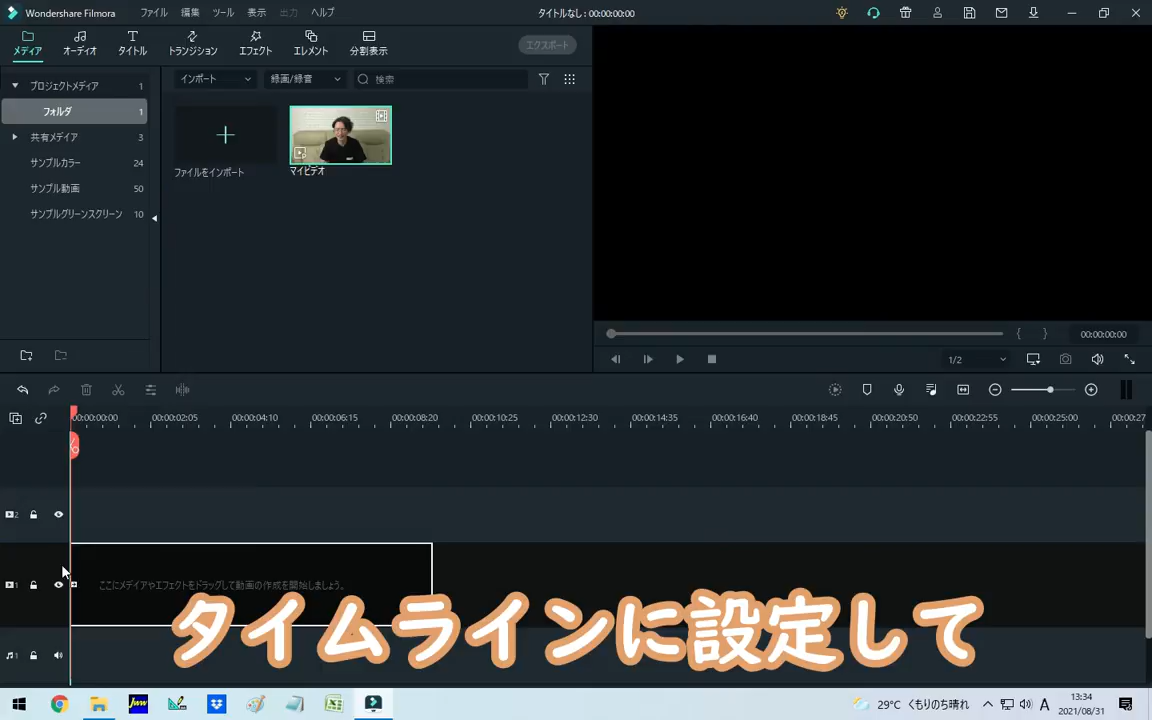 Wondershare Filmora ファイル 編集 ツール 表示 出力 ヘルプ タイトルなし : 00:00:00:00
メディア オーディオ タイトル トランジション エフェクト エレメント 分割表示 エクスポート
プロジェクトメディア 1
フォルダ 1
共有メディア 3
サンプルカラー 24
サンプル動画 50
サンプルグリーンスクリーン 10
インポート 録画/録音 検索
ファイルをインポート マイビデオ
00:00:00:00
1/2
00:00:00:00 00:00:02:05 00:00:04:10 00:00:06:15 00:00:08:20 00:00:10:25 00:00:12:30 00:00:14:35 00:00:16:40 00:00:18:45 00:00:20:50 00:00:22:55 00:00:25:00 00:00:27
2
1 ここにメディアやエフェクトをドラッグして動画の作成を開始しましょう。
タイムラインに設定して
1
Jww 29°C くもりのち晴れ A 13:34
2021/08/31